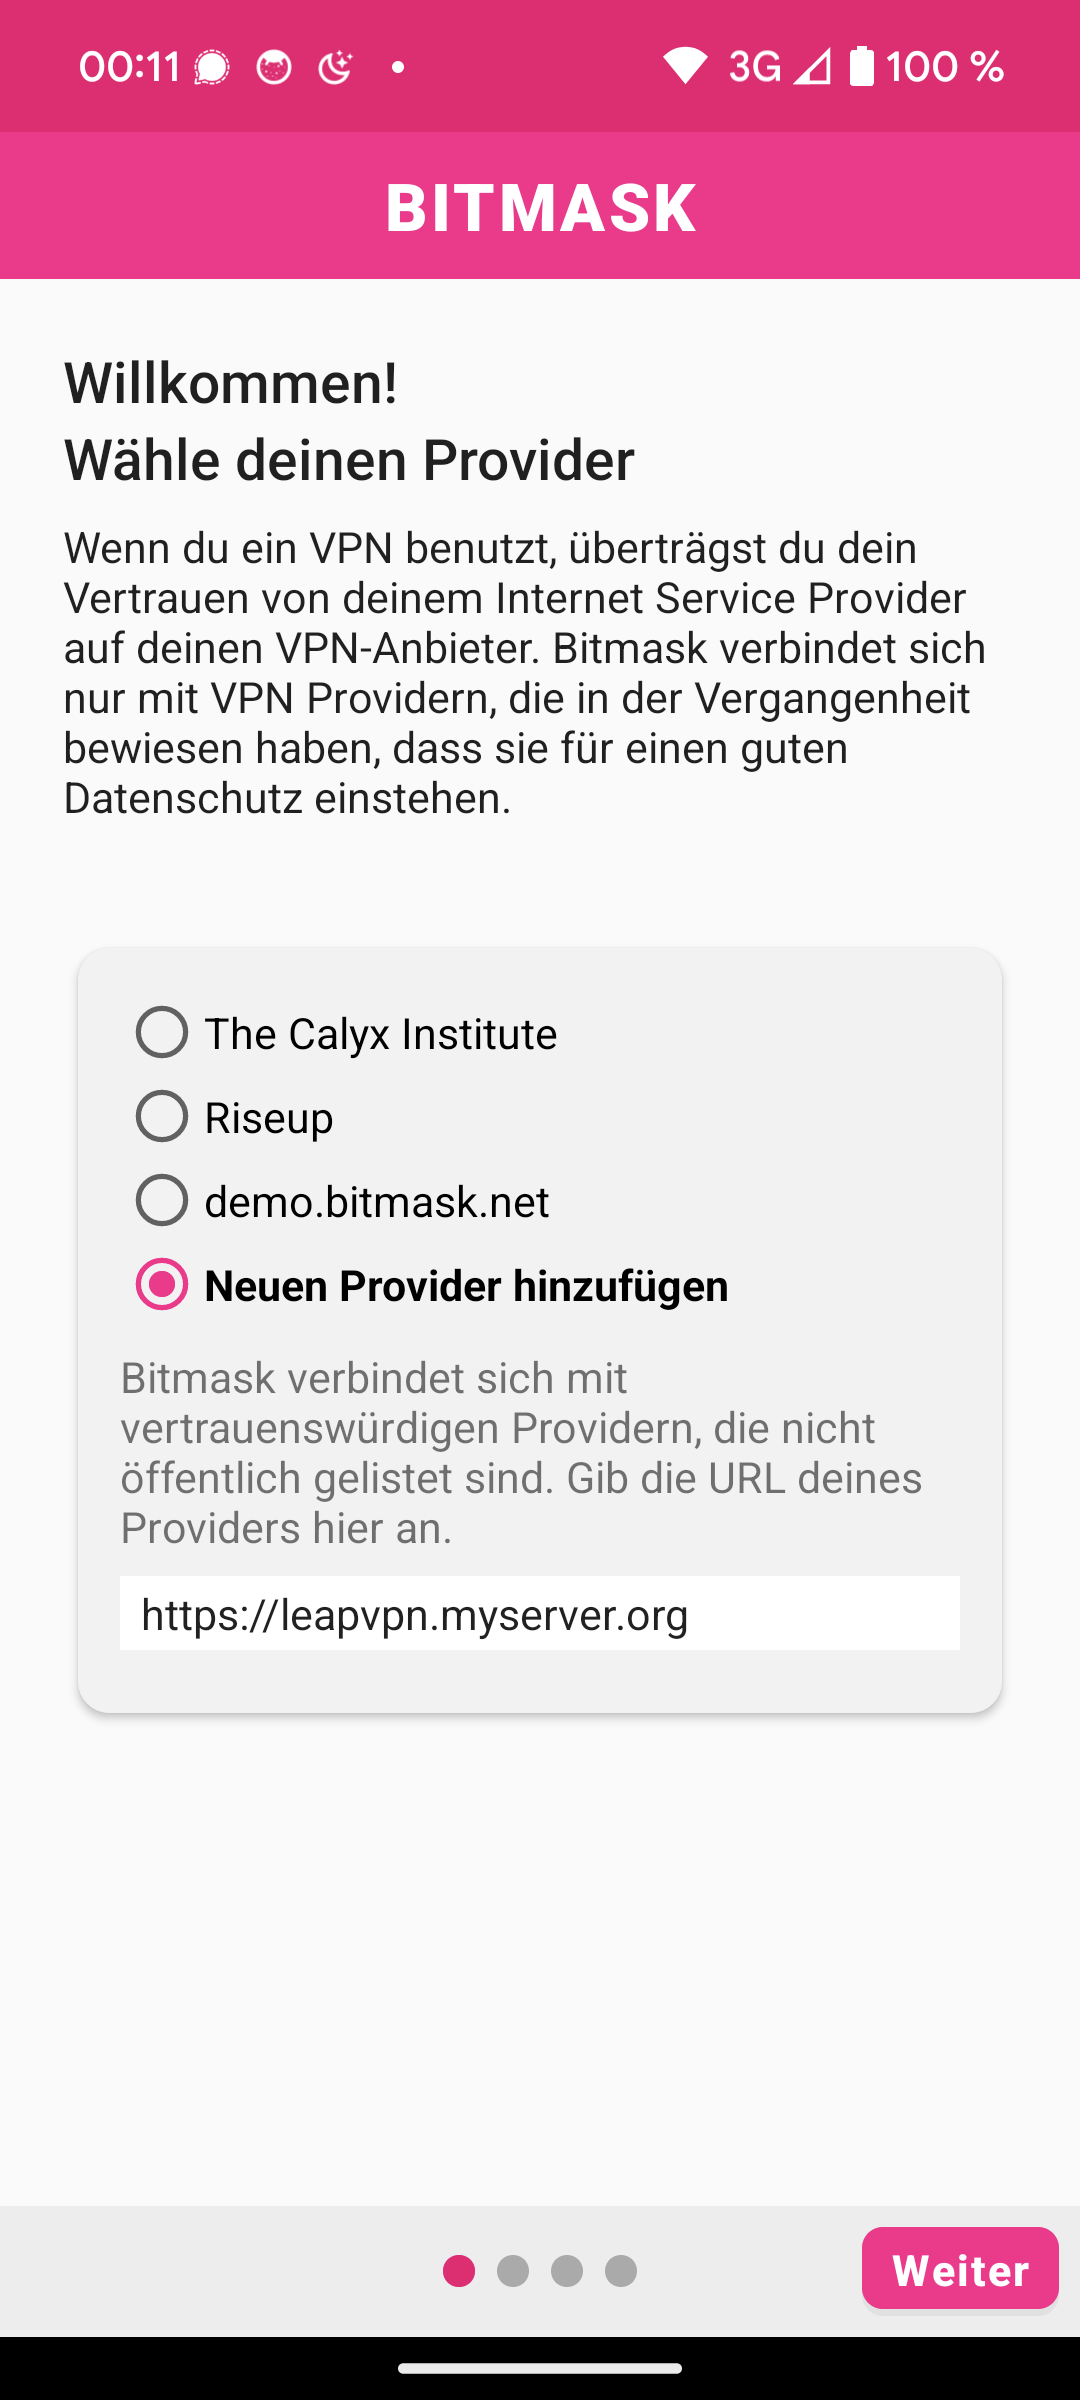 00:11 3G 100 %
BITMASK
Willkommen!
Wähle deinen Provider
Wenn du ein VPN benutzt, überträgst du dein
Vertrauen von deinem Internet Service Provider
auf deinen VPN-Anbieter. Bitmask verbindet sich
nur mit VPN Providern, die in der Vergangenheit
bewiesen haben, dass sie für einen guten
Datenschutz einstehen.
The Calyx Institute
Riseup
demo.bitmask.net
Neuen Provider hinzufügen
Bitmask verbindet sich mit
vertrauenswürdigen Providern, die nicht
öffentlich gelistet sind. Gib die URL deines
Providers hier an.
https://leapvpn.myserver.org
Weiter